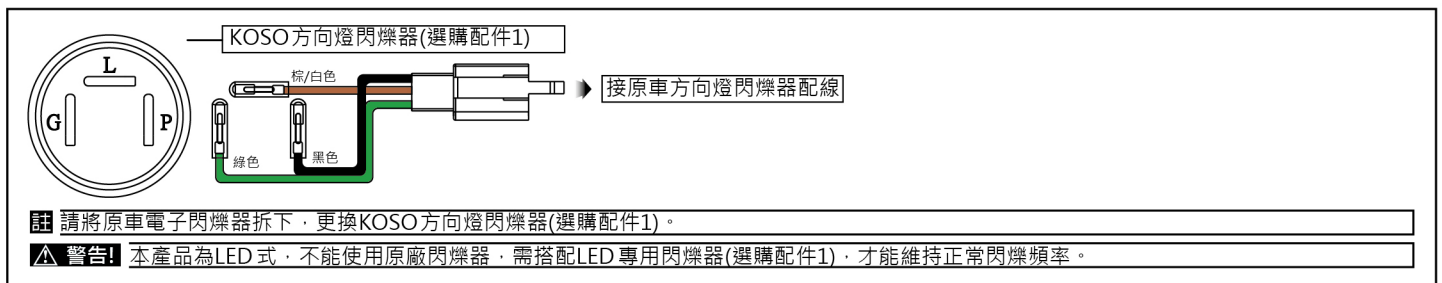 KOSO方向燈閃爍器(選購配件1)
L
G
P
棕/白色
綠色
黑色
接原車方向燈閃爍器配線
註 請將原車電子閃爍器拆下，更換KOSO方向燈閃爍器(選購配件1)。
警告! 本產品為LED式，不能使用原廠閃爍器，需搭配LED專用閃爍器(選購配件1)，才能維持正常閃爍頻率。